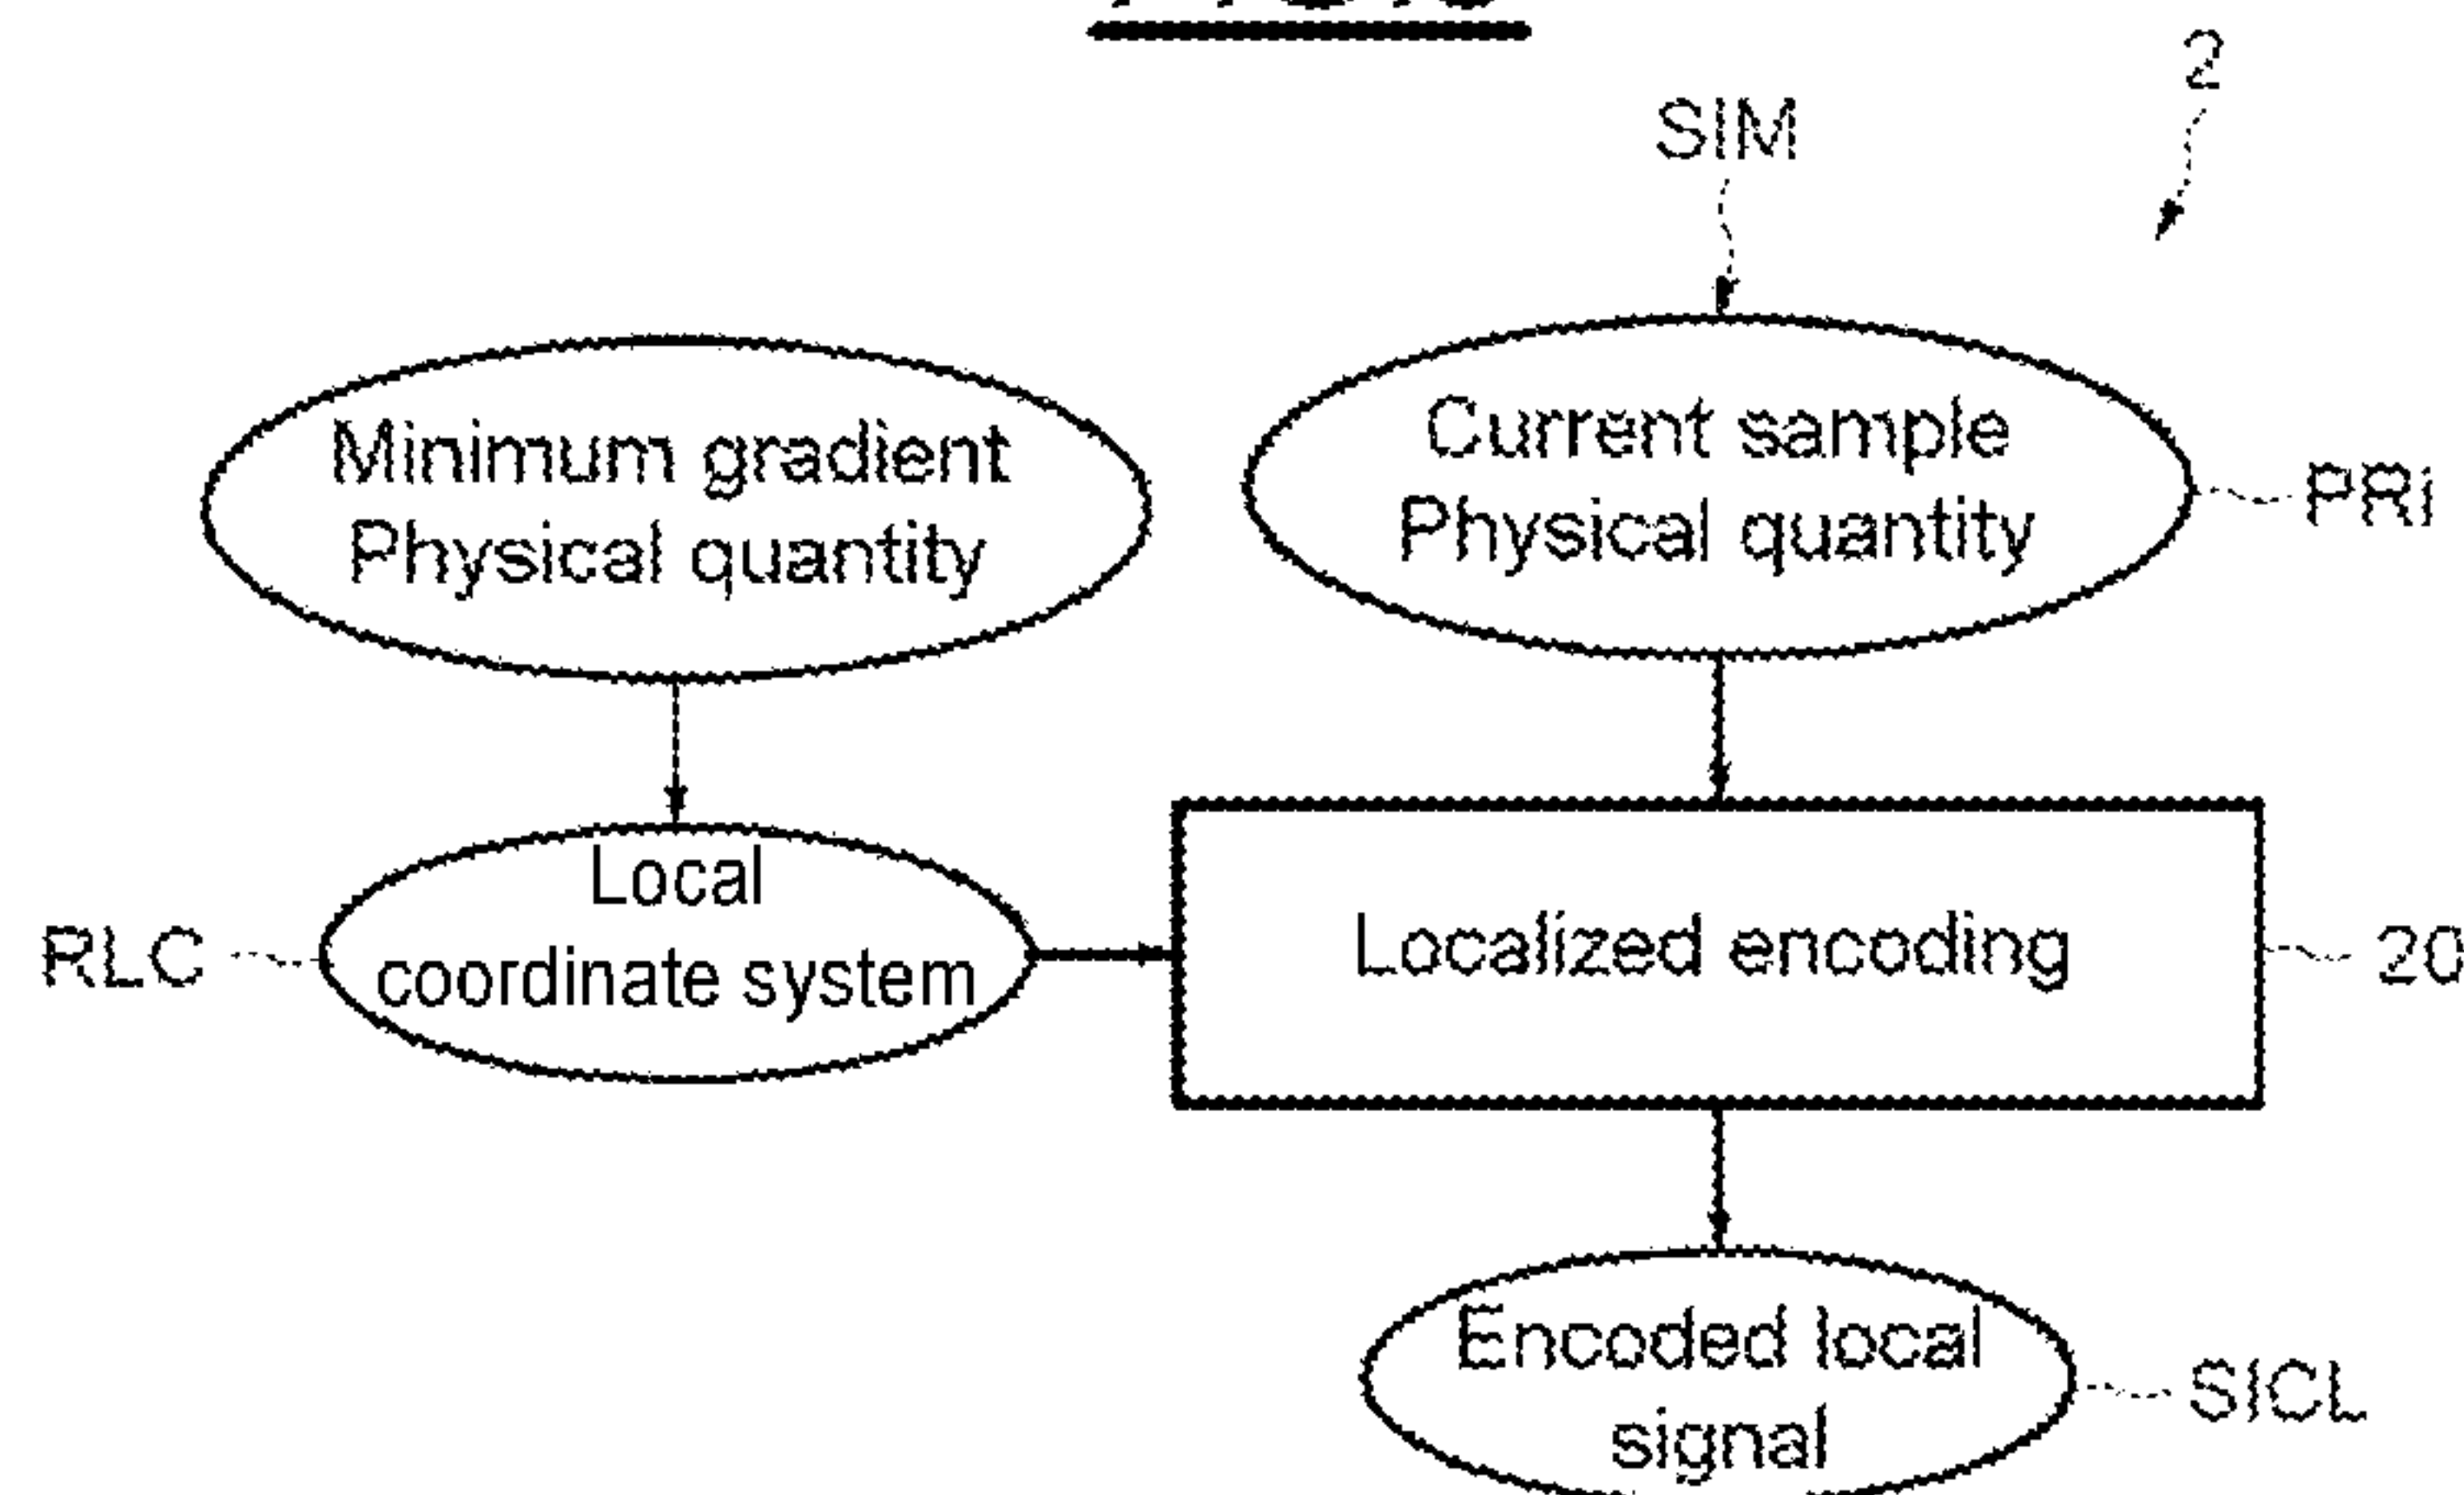 2
SIM
Minimum gradient
Physical quantity
Current sample
Physical quantity
PRi
Local
coordinate system
RLC
Localized encoding
20
Encoded local
signal
SICL